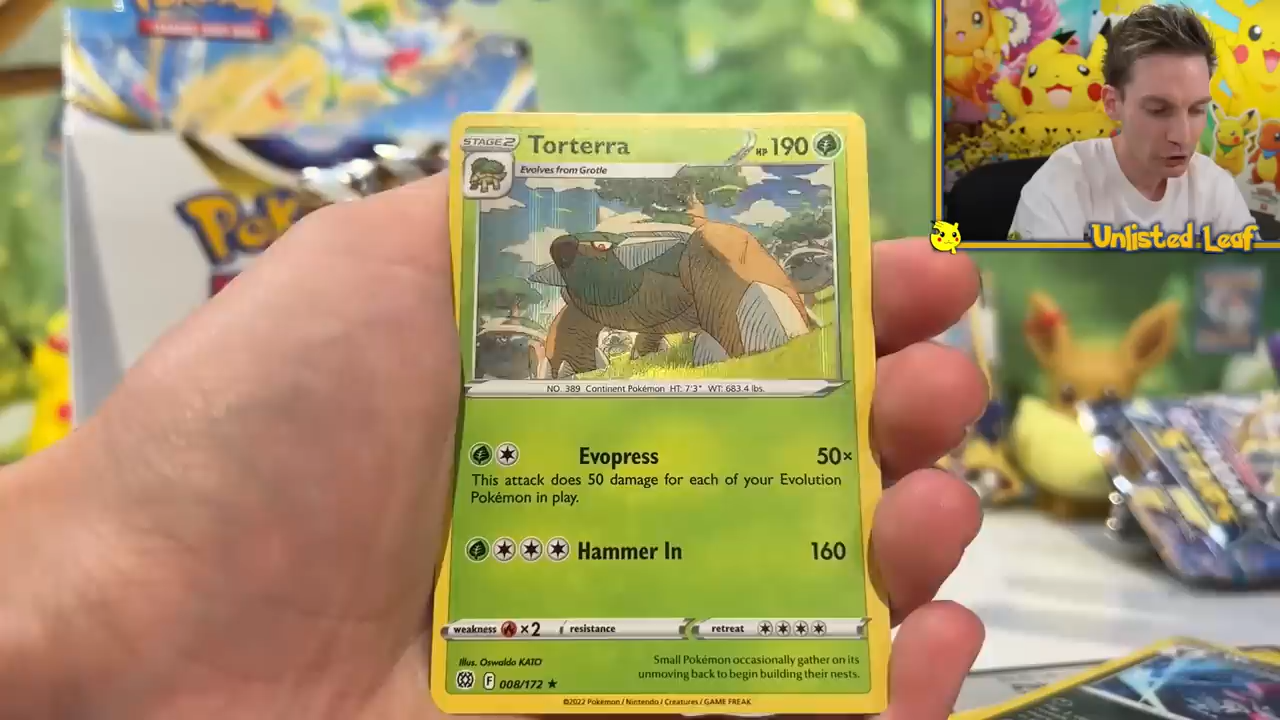 STAGE2
Torterra
HP 190
Evolves from Grotle
NO. 389 Continent Pokémon HT: 7'3" WT: 683.4 lbs.
Evopress 50×
This attack does 50 damage for each of your Evolution
Pokémon in play.
Hammer In 160
weakness ×2 resistance retreat
Illus. Oswaldo KATO
Small Pokémon occasionally gather on its
unmoving back to begin building their nests.
F 008/172 ★
©2022 Pokémon / Nintendo / Creatures / GAME FREAK
Unlisted Leaf